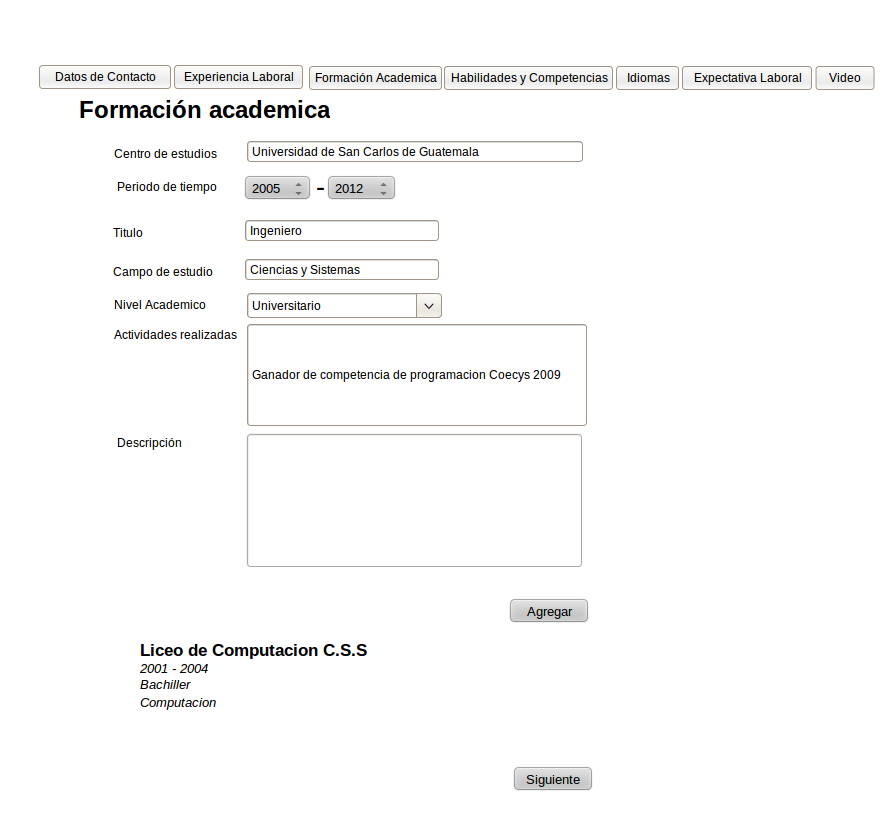 Datos de Contacto Experiencia Laboral Formación Academica Habilidades y Competencias Idiomas Expectativa Laboral Video
Formación academica
Centro de estudios Universidad de San Carlos de Guatemala
Periodo de tiempo 2005 - 2012
Titulo Ingeniero
Campo de estudio Ciencias y Sistemas
Nivel Academico Universitario
Actividades realizadas
Ganador de competencia de programacion Coecys 2009
Descripción
Agregar
Liceo de Computacion C.S.S
2001 - 2004
Bachiller
Computacion
Siguiente